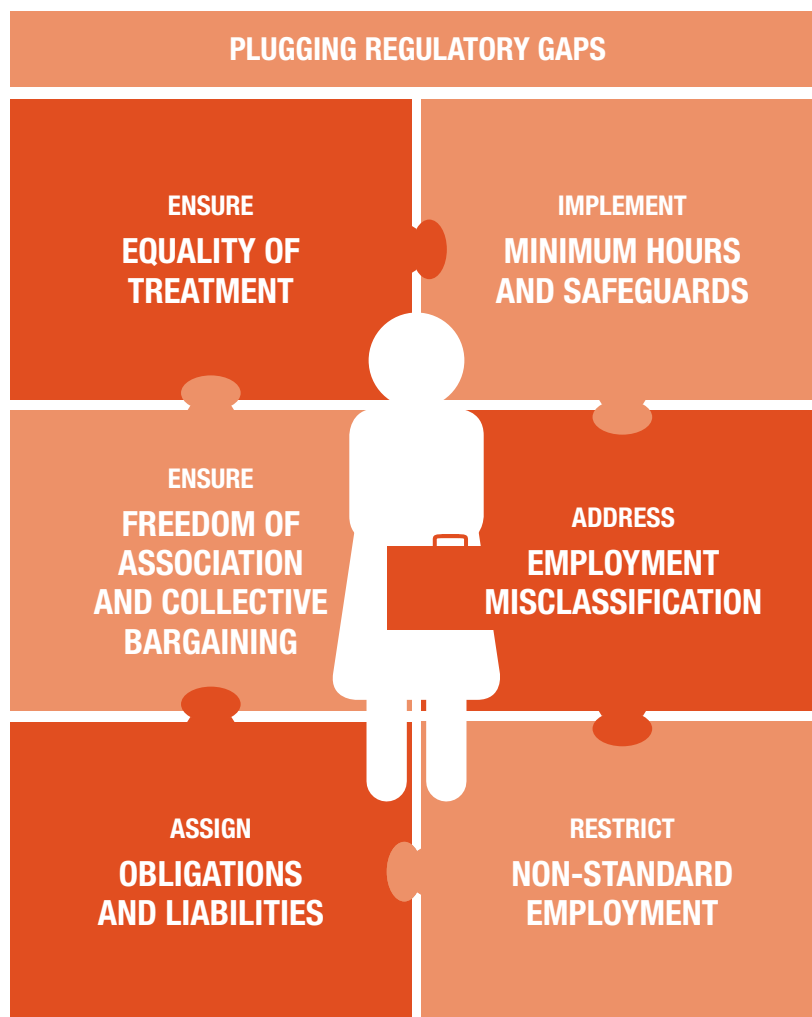 PLUGGING REGULATORY GAPS
ENSURE
EQUALITY OF
TREATMENT
IMPLEMENT
MINIMUM HOURS
AND SAFEGUARDS
ENSURE
FREEDOM OF
ASSOCIATION
AND COLLECTIVE
BARGAINING
ADDRESS
EMPLOYMENT
MISCLASSIFICATION
ASSIGN
OBLIGATIONS
AND LIABILITIES
RESTRICT
NON-STANDARD
EMPLOYMENT